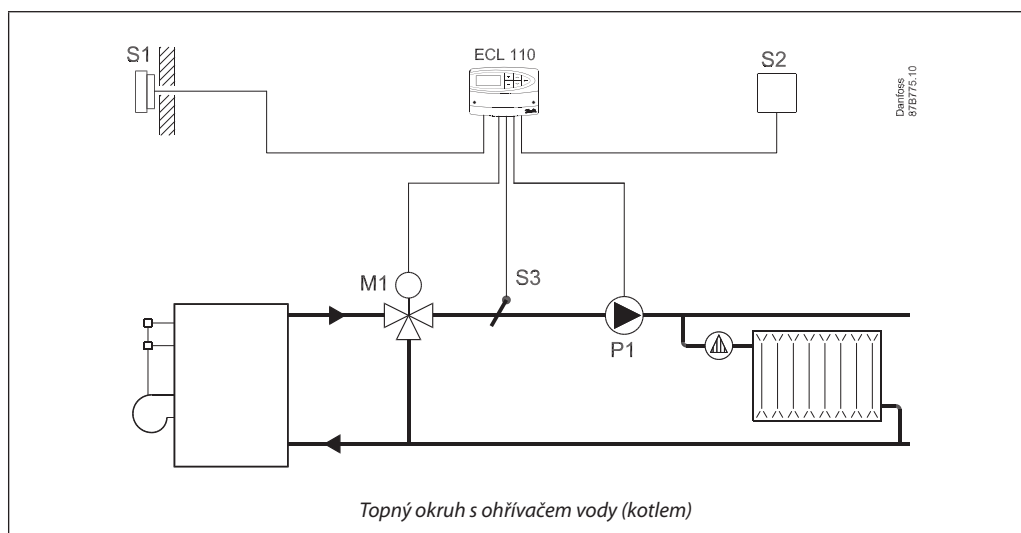 S1
ECL 110
S2
Danfoss
87B775.10
M1
S3
P1
Topný okruh s ohřívačem vody (kotlem)